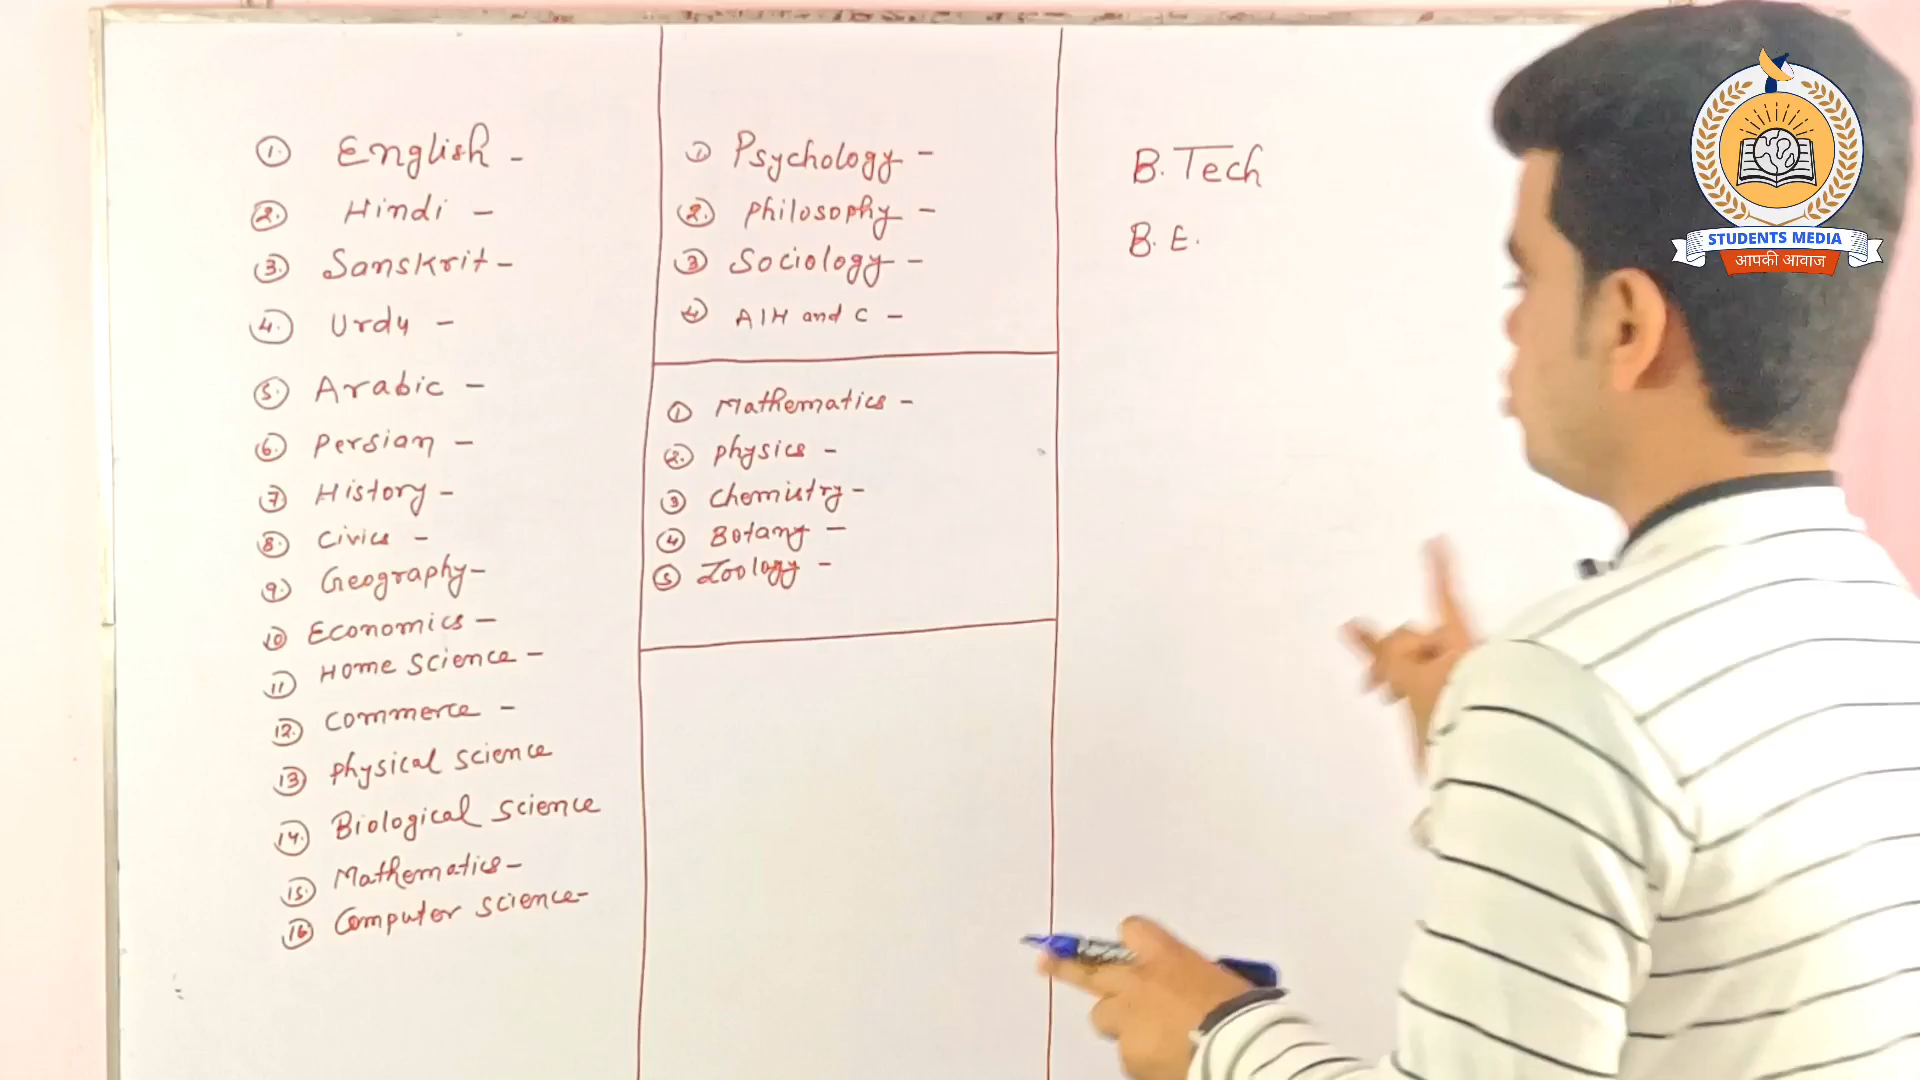 1. English -
2. Hindi -
3. Sanskrit -
4. Urdu -
5. Arabic -
6. Persian -
7 History -
8. Civics -
9. Geography -
10 Economics -
11 Home Science -
12. Commerce -
13 Physical Science
14. Biological Science
15. Mathematics -
16 Computer Science -
1 Psychology -
2. Philosophy -
3 Sociology -
4 AIH and C -
1 Mathematics -
2. Physics -
3 Chemistry -
4 Botany -
5 Zoology -
B. Tech
B. E.
STUDENTS MEDIA
आपकी आवाज